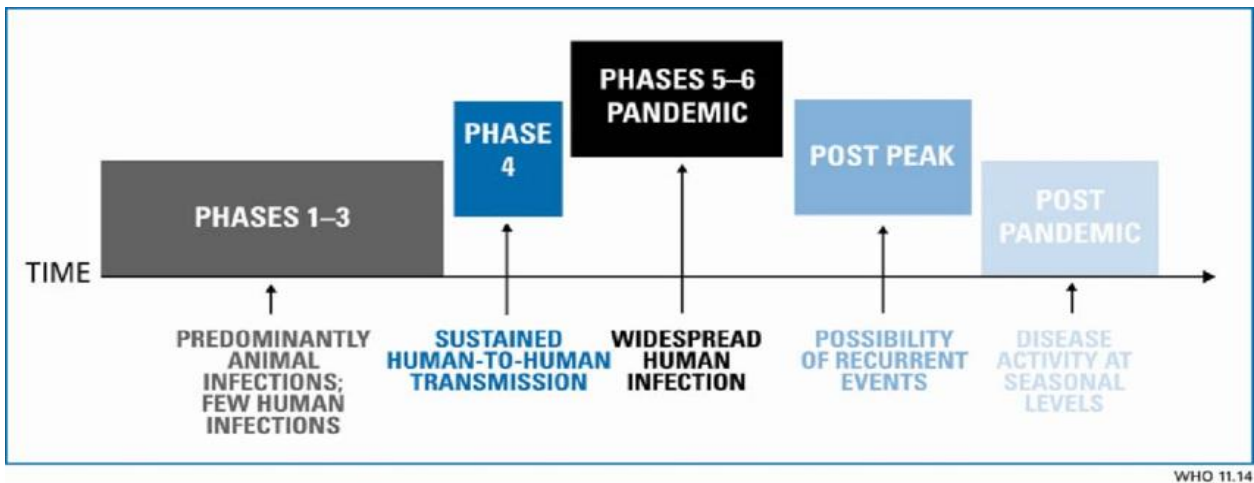 PHASES 5–6
PANDEMIC
PHASE
4
POST PEAK
PHASES 1–3
POST
PANDEMIC
TIME
PREDOMINANTLY
ANIMAL
INFECTIONS;
FEW HUMAN
INFECTIONS
SUSTAINED
HUMAN-TO-HUMAN
TRANSMISSION
WIDESPREAD
HUMAN
INFECTION
POSSIBILITY
OF RECURRENT
EVENTS
DISEASE
ACTIVITY AT
SEASONAL
LEVELS
WHO 11.14